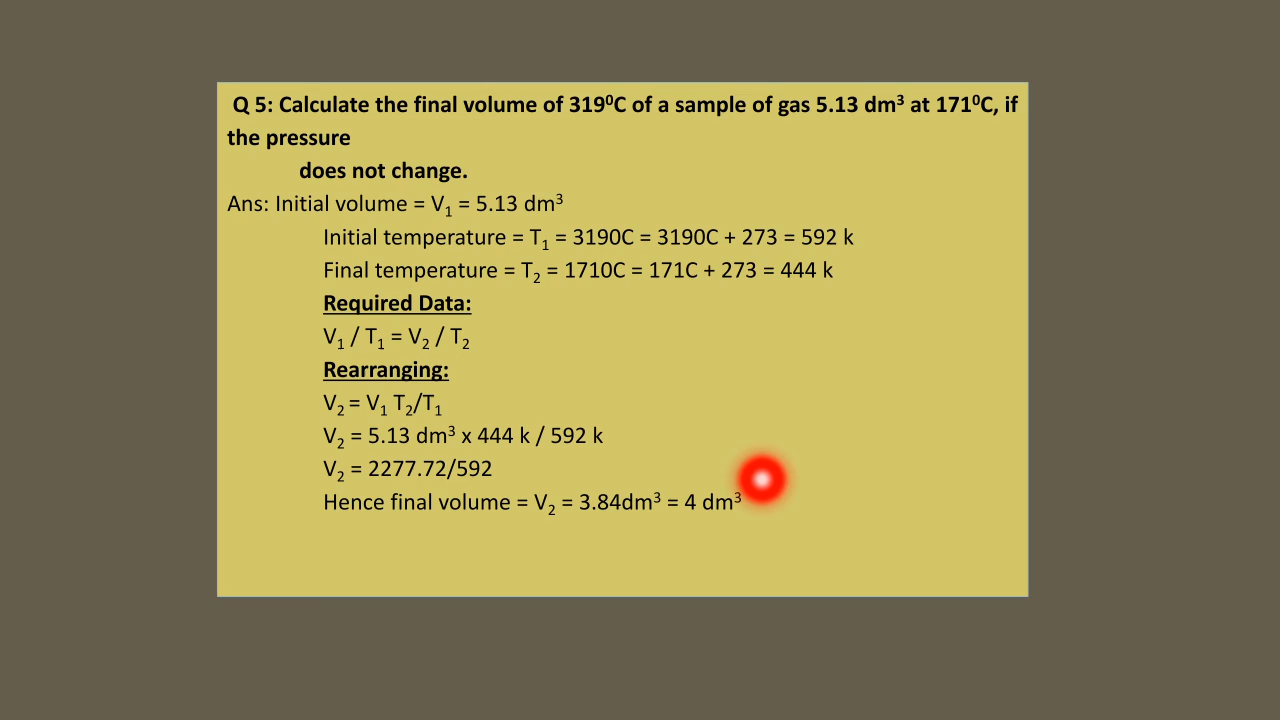 Q 5: Calculate the final volume of 319⁰C of a sample of gas 5.13 dm³ at 171⁰C, if
the pressure
does not change.
Ans: Initial volume = V₁ = 5.13 dm³
Initial temperature = T₁ = 3190C = 3190C + 273 = 592 k
Final temperature = T₂ = 1710C = 171C + 273 = 444 k
Required Data:
V₁ / T₁ = V₂ / T₂
Rearranging:
V₂ = V₁ T₂/T₁
V₂ = 5.13 dm³ x 444 k / 592 k
V₂ = 2277.72/592
Hence final volume = V₂ = 3.84dm³ = 4 dm³